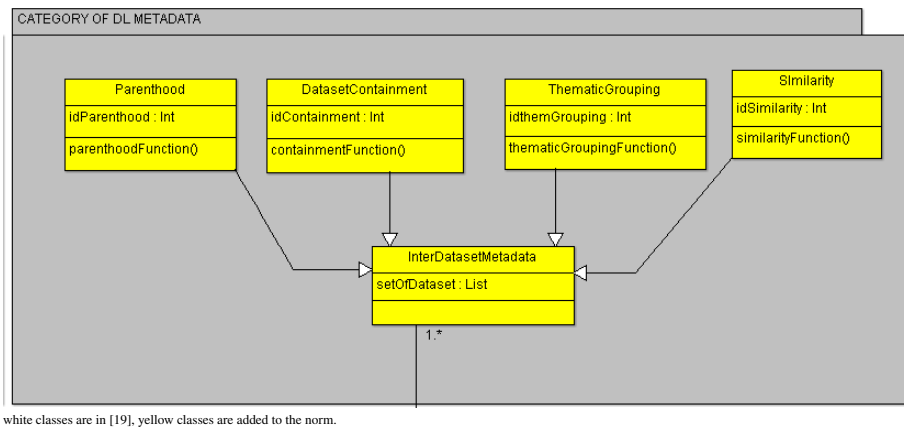 CATEGORY OF DL METADATA
Parenthood
idParenthood : Int
parenthoodFunction()
DatasetContainment
idContainment : Int
containmentFunction()
ThematicGrouping
idthemGrouping : Int
thematicGroupingFunction()
SImilarity
idSimilarity : Int
similarityFunction()
InterDatasetMetadata
setOfDataset : List
1.*
white classes are in [19], yellow classes are added to the norm.